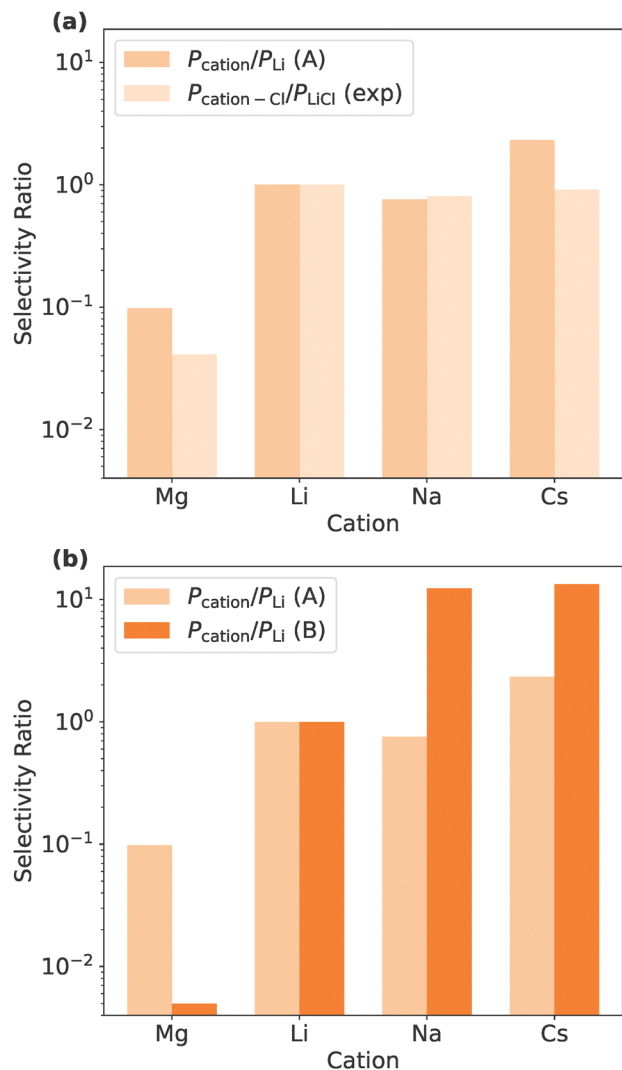 (a)
P_cation/P_Li (A)
P_cation−Cl/P_LiCl (exp)
10^1
10^0
10^−1
10^−2
Selectivity Ratio
Mg Li Na Cs
Cation
(b)
P_cation/P_Li (A)
P_cation/P_Li (B)
10^1
10^0
10^−1
10^−2
Selectivity Ratio
Mg Li Na Cs
Cation